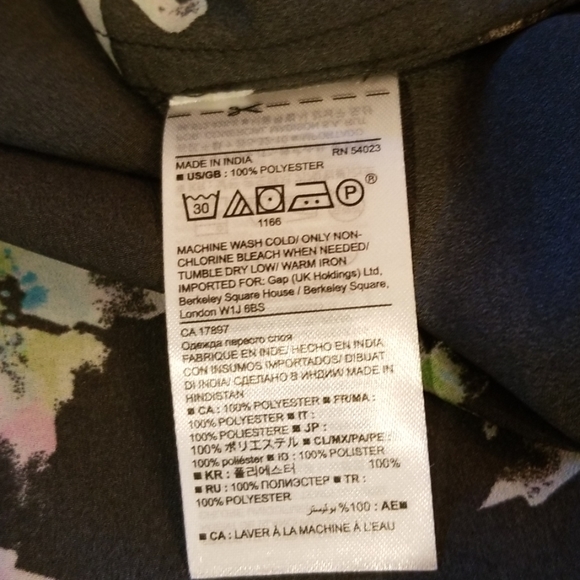 MADE IN INDIA RN 54023
■ US/GB : 100% POLYESTER
30 P ®
1166
MACHINE WASH COLD/ ONLY NON-
CHLORINE BLEACH WHEN NEEDED/
TUMBLE DRY LOW/ WARM IRON
IMPORTED FOR: Gap (UK Holdings) Ltd,
Berkeley Square House / Berkeley Square,
London W1J 6BS
CA 17897
Одежда первого слоя
FABRIQUE EN INDE/ HECHO EN INDIA
CON INSUMOS IMPORTADOS/ DIBUAT
DI INDIA/ СДЕЛАНО В ИНДИИ/ MADE IN
HINDISTAN
■ CA : 100% POLYESTER ■ FR/MA :
100% POLYESTER ■ IT :
100% POLIESTERE ■ JP :
100% ポリエステル ■ CL/MX/PA/PE :
100% poliéster ■ ID : 100% POLISTER
■ KR : 폴리에스터 100%
■ RU : 100% ПОЛИЭСТЕР ■ TR :
100% POLYESTER
■ AE : 100% بوليستر
■ CA : LAVER À LA MACHINE À L'EAU